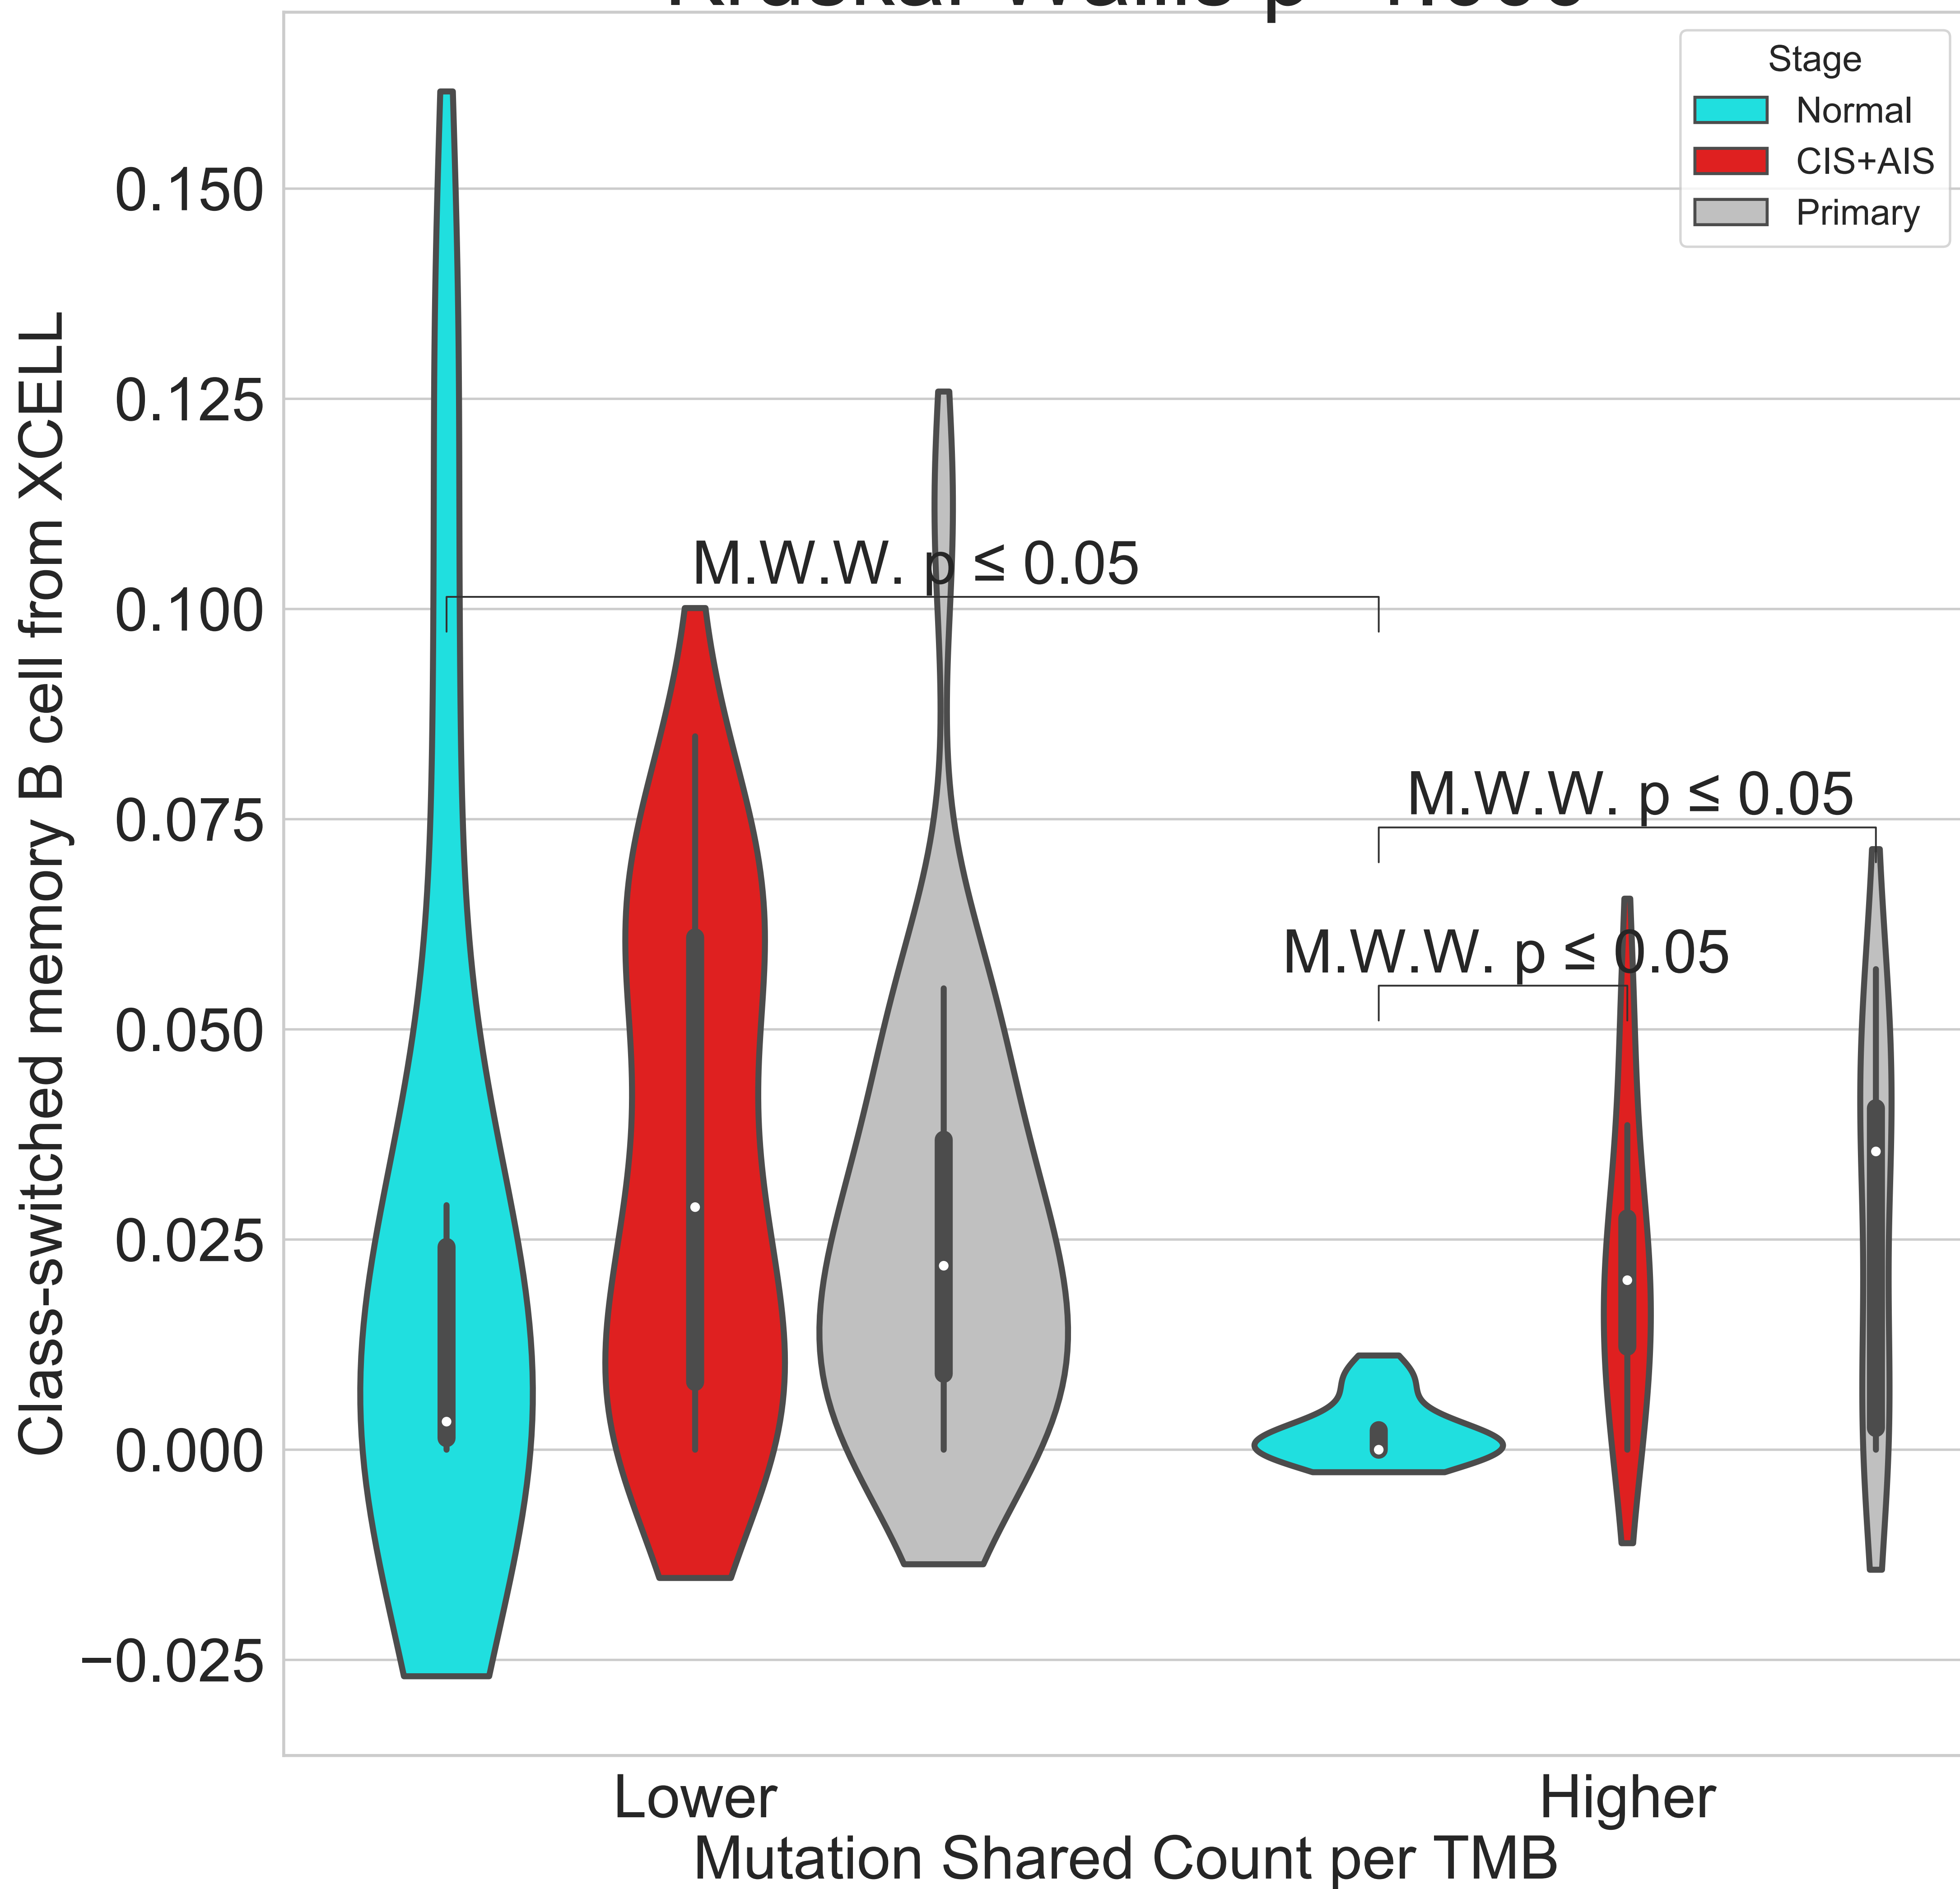 Stage
Normal
CIS+AIS
Primary
0.150
0.125
0.100
0.075
0.050
0.025
0.000
−0.025
Class-switched memory B cell from XCELL
M.W.W. p ≤ 0.05
M.W.W. p ≤ 0.05
M.W.W. p ≤ 0.05
Lower
Higher
Mutation Shared Count per TMB